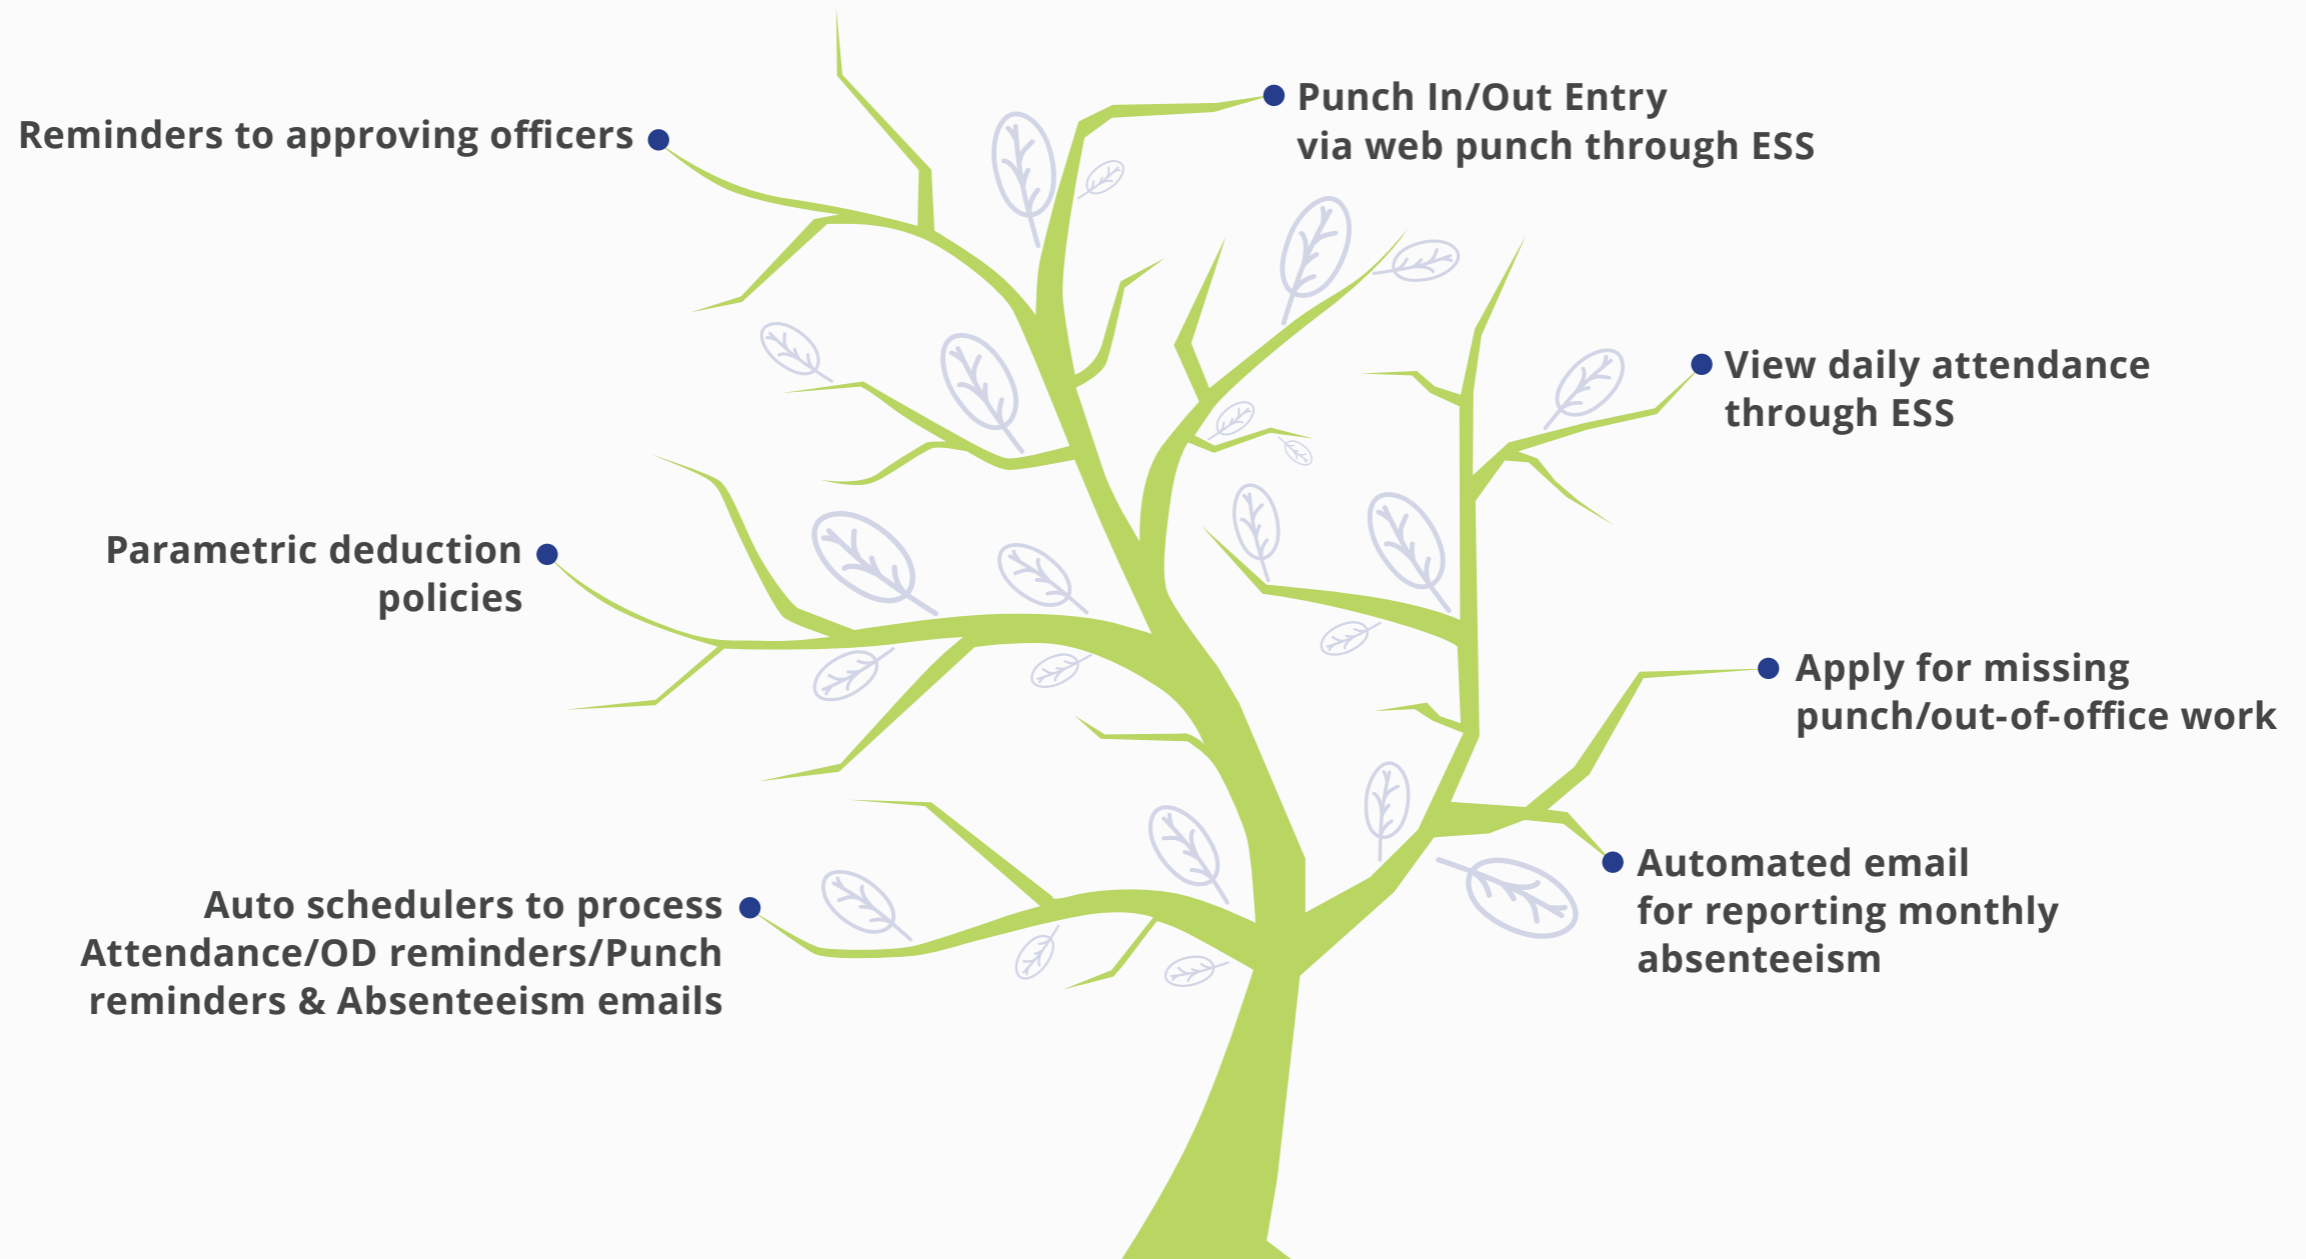 Reminders to approving officers
Punch In/Out Entry
via web punch through ESS
View daily attendance
through ESS
Parametric deduction
policies
Apply for missing
punch/out-of-office work
Automated email
for reporting monthly
absenteeism
Auto schedulers to process
Attendance/OD reminders/Punch
reminders & Absenteeism emails